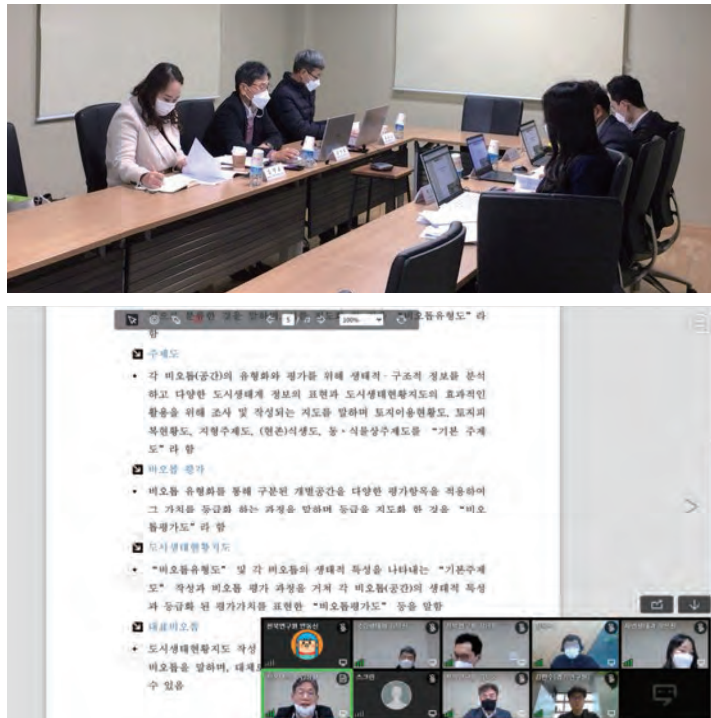 "비오톱유형도" 라
함
주제도
• 각 비오톱(공간)의 유형화와 평가를 위해 생태적·구조적 정보를 분석
하고 다양한 도시생태계 정보의 표현과 도시생태현황지도의 효과적인
활용을 위해 조사 및 작성되는 지도를 말하며 토지이용현황도, 토지피
복현황도, 지형주제도, (현존)식생도, 동·식물상주제도를 "기본 주제
도" 라 함
비오톱 평가
• 비오톱 유형화를 통해 구분된 개별공간을 다양한 평가항목을 적용하여
그 가치를 등급화 하는 과정을 말하며 등급을 지도화 한 것을 "비오
톱평가도" 라 함
도시생태현황지도
• "비오톱유형도" 및 각 비오톱의 생태적 특성을 나타내는 "기본주제
도" 작성과 비오톱 평가 과정을 거쳐 각 비오톱(공간)의 생태적 특성
과 등급화 된 평가가치를 표현한 "비오톱평가도" 등을 말함
대표비오톱
• 도시생태현황지도 작성
비오톱을 말하며,
수 있음
5
100%
스크린